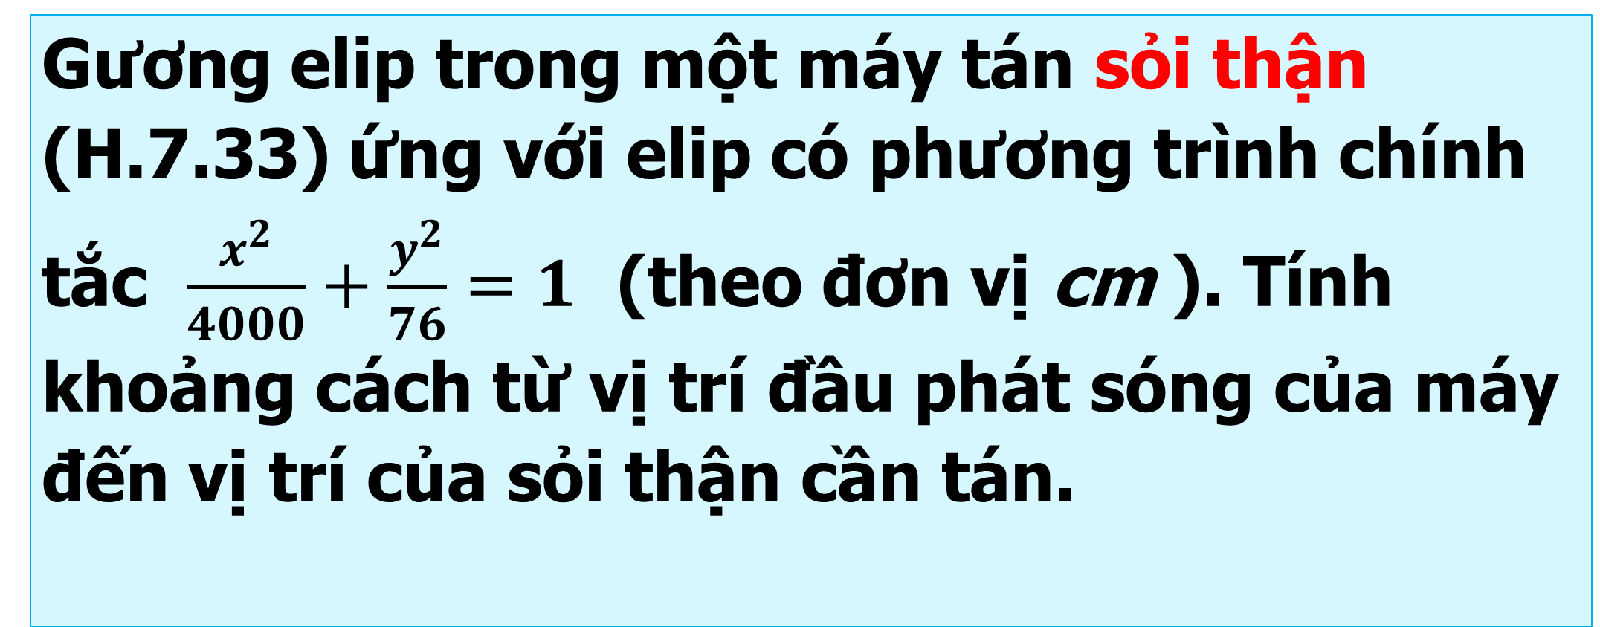 Gương elip trong một máy tán sỏi thận
(H.7.33) ứng với elip có phương trình chính
tắc x²/4000 + y²/76 = 1 (theo đơn vị cm ). Tính
khoảng cách từ vị trí đầu phát sóng của máy
đến vị trí của sỏi thận cần tán.